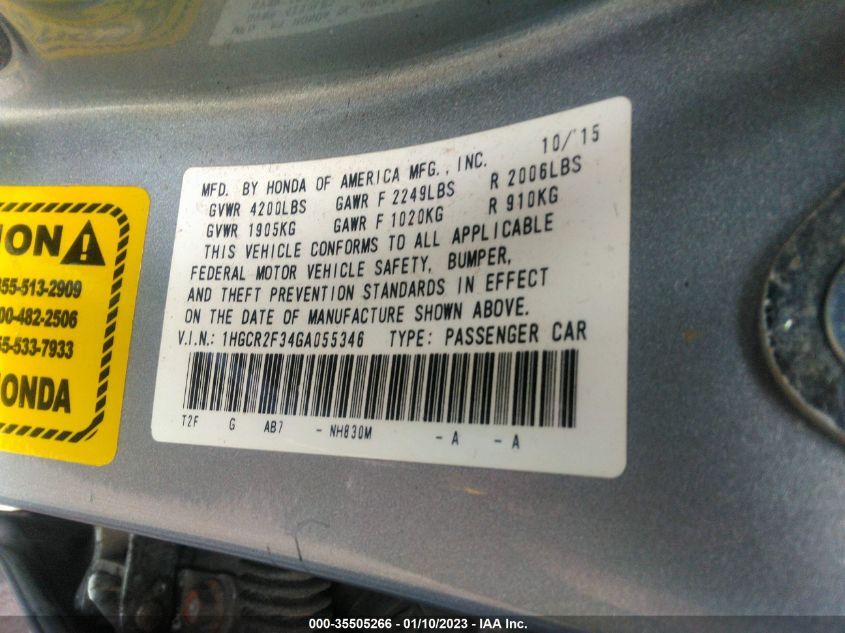 10/'15
MFD. BY HONDA OF AMERICA MFG., INC.
GVWR 4200LBS GAWR F 2249LBS R 2006LBS
GVWR 1905KG GAWR F 1020KG R 910KG
THIS VEHICLE CONFORMS TO ALL APPLICABLE
FEDERAL MOTOR VEHICLE SAFETY, BUMPER,
AND THEFT PREVENTION STANDARDS IN EFFECT
ON THE DATE OF MANUFACTURE SHOWN ABOVE.
V.I.N.: 1HGCR2F34GA055346 TYPE: PASSENGER CAR
T2F G AB7 - NH830M - A - A
ION
355-513-2909
00-482-2506
55-533-7933
HONDA
000-35505266 - 01/10/2023 - IAA Inc.